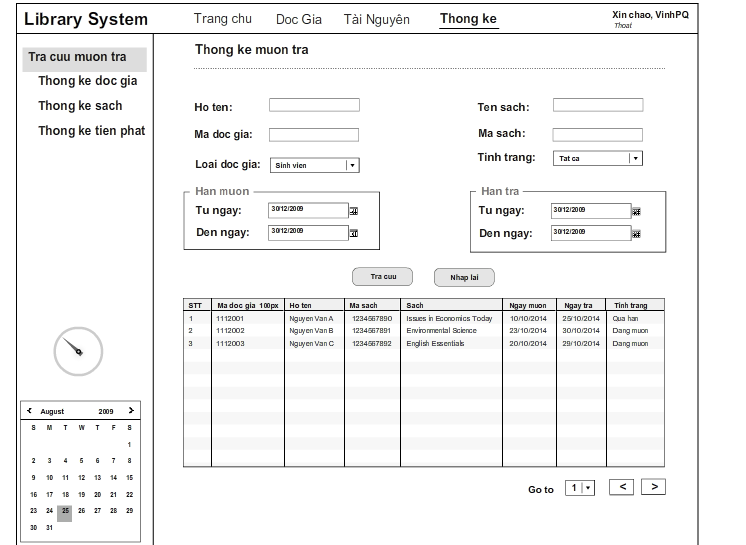 Library System
Trang chu Doc Gia Tài Nguyên Thong ke
Xin chao, VinhPQ
Thoat
Tra cuu muon tra
Thong ke doc gia
Thong ke sach
Thong ke tien phat
Thong ke muon tra
Ho ten: Ten sach:
Ma doc gia: Ma sach:
Loai doc gia: Sinh vien Tinh trang: Tat ca
Han muon Han tra
Tu ngay: 30/12/2009 Tu ngay: 30/12/2009
Den ngay: 30/12/2009 Den ngay: 30/12/2009
Tra cuu Nhap lai
STT Ma doc gia 100px Ho ten Ma sach Sach Ngay muon Ngay tra Tinh trang
1 1112001 Nguyen Van A 1234567890 Issues in Economics Today 10/10/2014 25/10/2014 Qua han
2 1112002 Nguyen Van B 1234567891 Environmental Science 23/10/2014 30/10/2014 Dang muon
3 1112003 Nguyen Van C 1234567892 English Essentials 20/10/2014 29/10/2014 Dang muon
Go to 1 < >
< August 2009 >
S M T W T F S
1
2 3 4 5 6 7 8
9 10 11 12 13 14 15
16 17 18 19 20 21 22
23 24 25 26 27 28 29
30 31